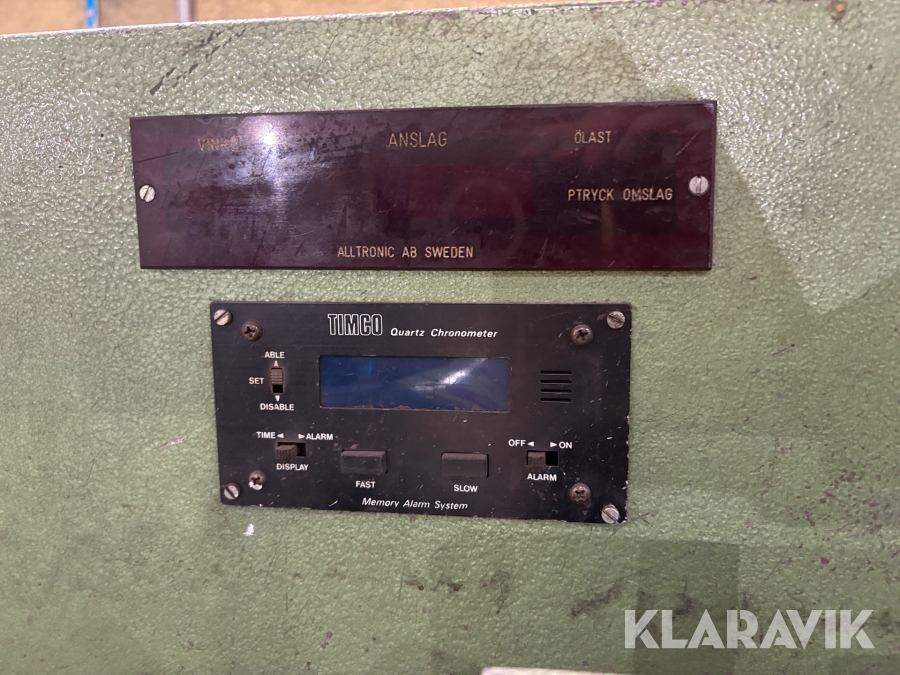 ANSLAG
ÖLAST
PTRYCK OMSLAG
ALLTRONIC AB SWEDEN
TIMCO Quartz Chronometer
ABLE
SET
DISABLE
TIME ALARM
DISPLAY
FAST
SLOW
OFF ON
ALARM
Memory Alarm System
KLARAVIK